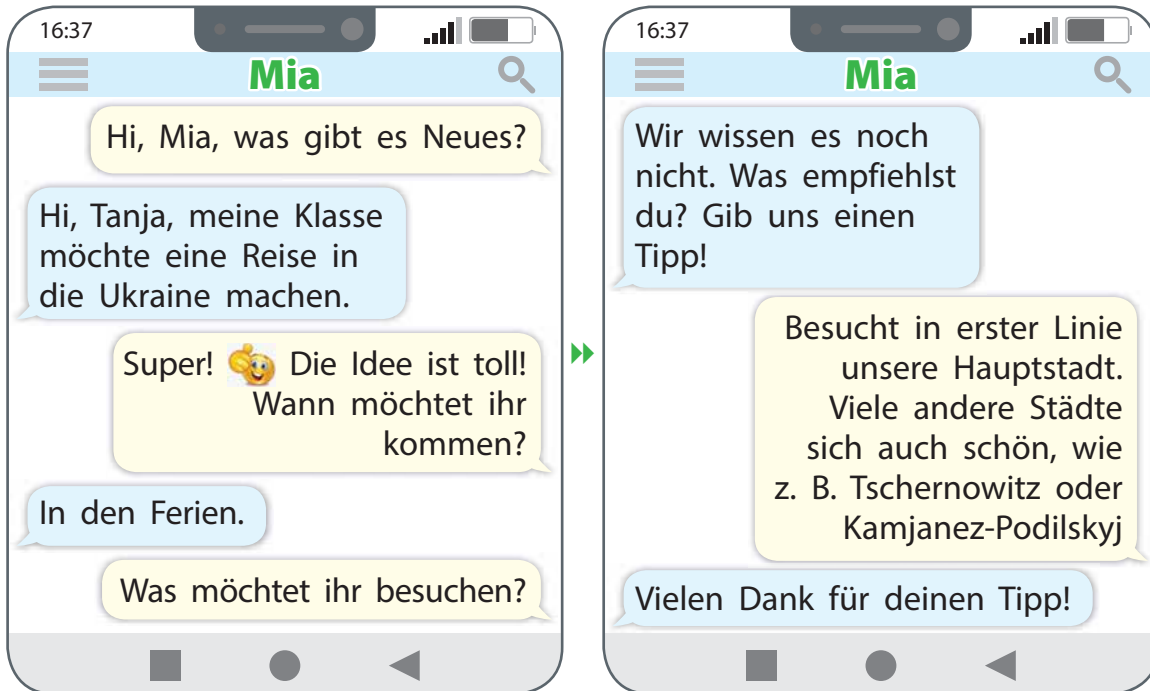 16:37
Mia
Hi, Mia, was gibt es Neues?
Hi, Tanja, meine Klasse
möchte eine Reise in
die Ukraine machen.
Super! Die Idee ist toll!
Wann möchtet ihr
kommen?
In den Ferien.
Was möchtet ihr besuchen?
16:37
Mia
Wir wissen es noch
nicht. Was empfiehlst
du? Gib uns einen
Tipp!
Besucht in erster Linie
unsere Hauptstadt.
Viele andere Städte
sich auch schön, wie
z. B. Tschernowitz oder
Kamjanez-Podilskyj
Vielen Dank für deinen Tipp!